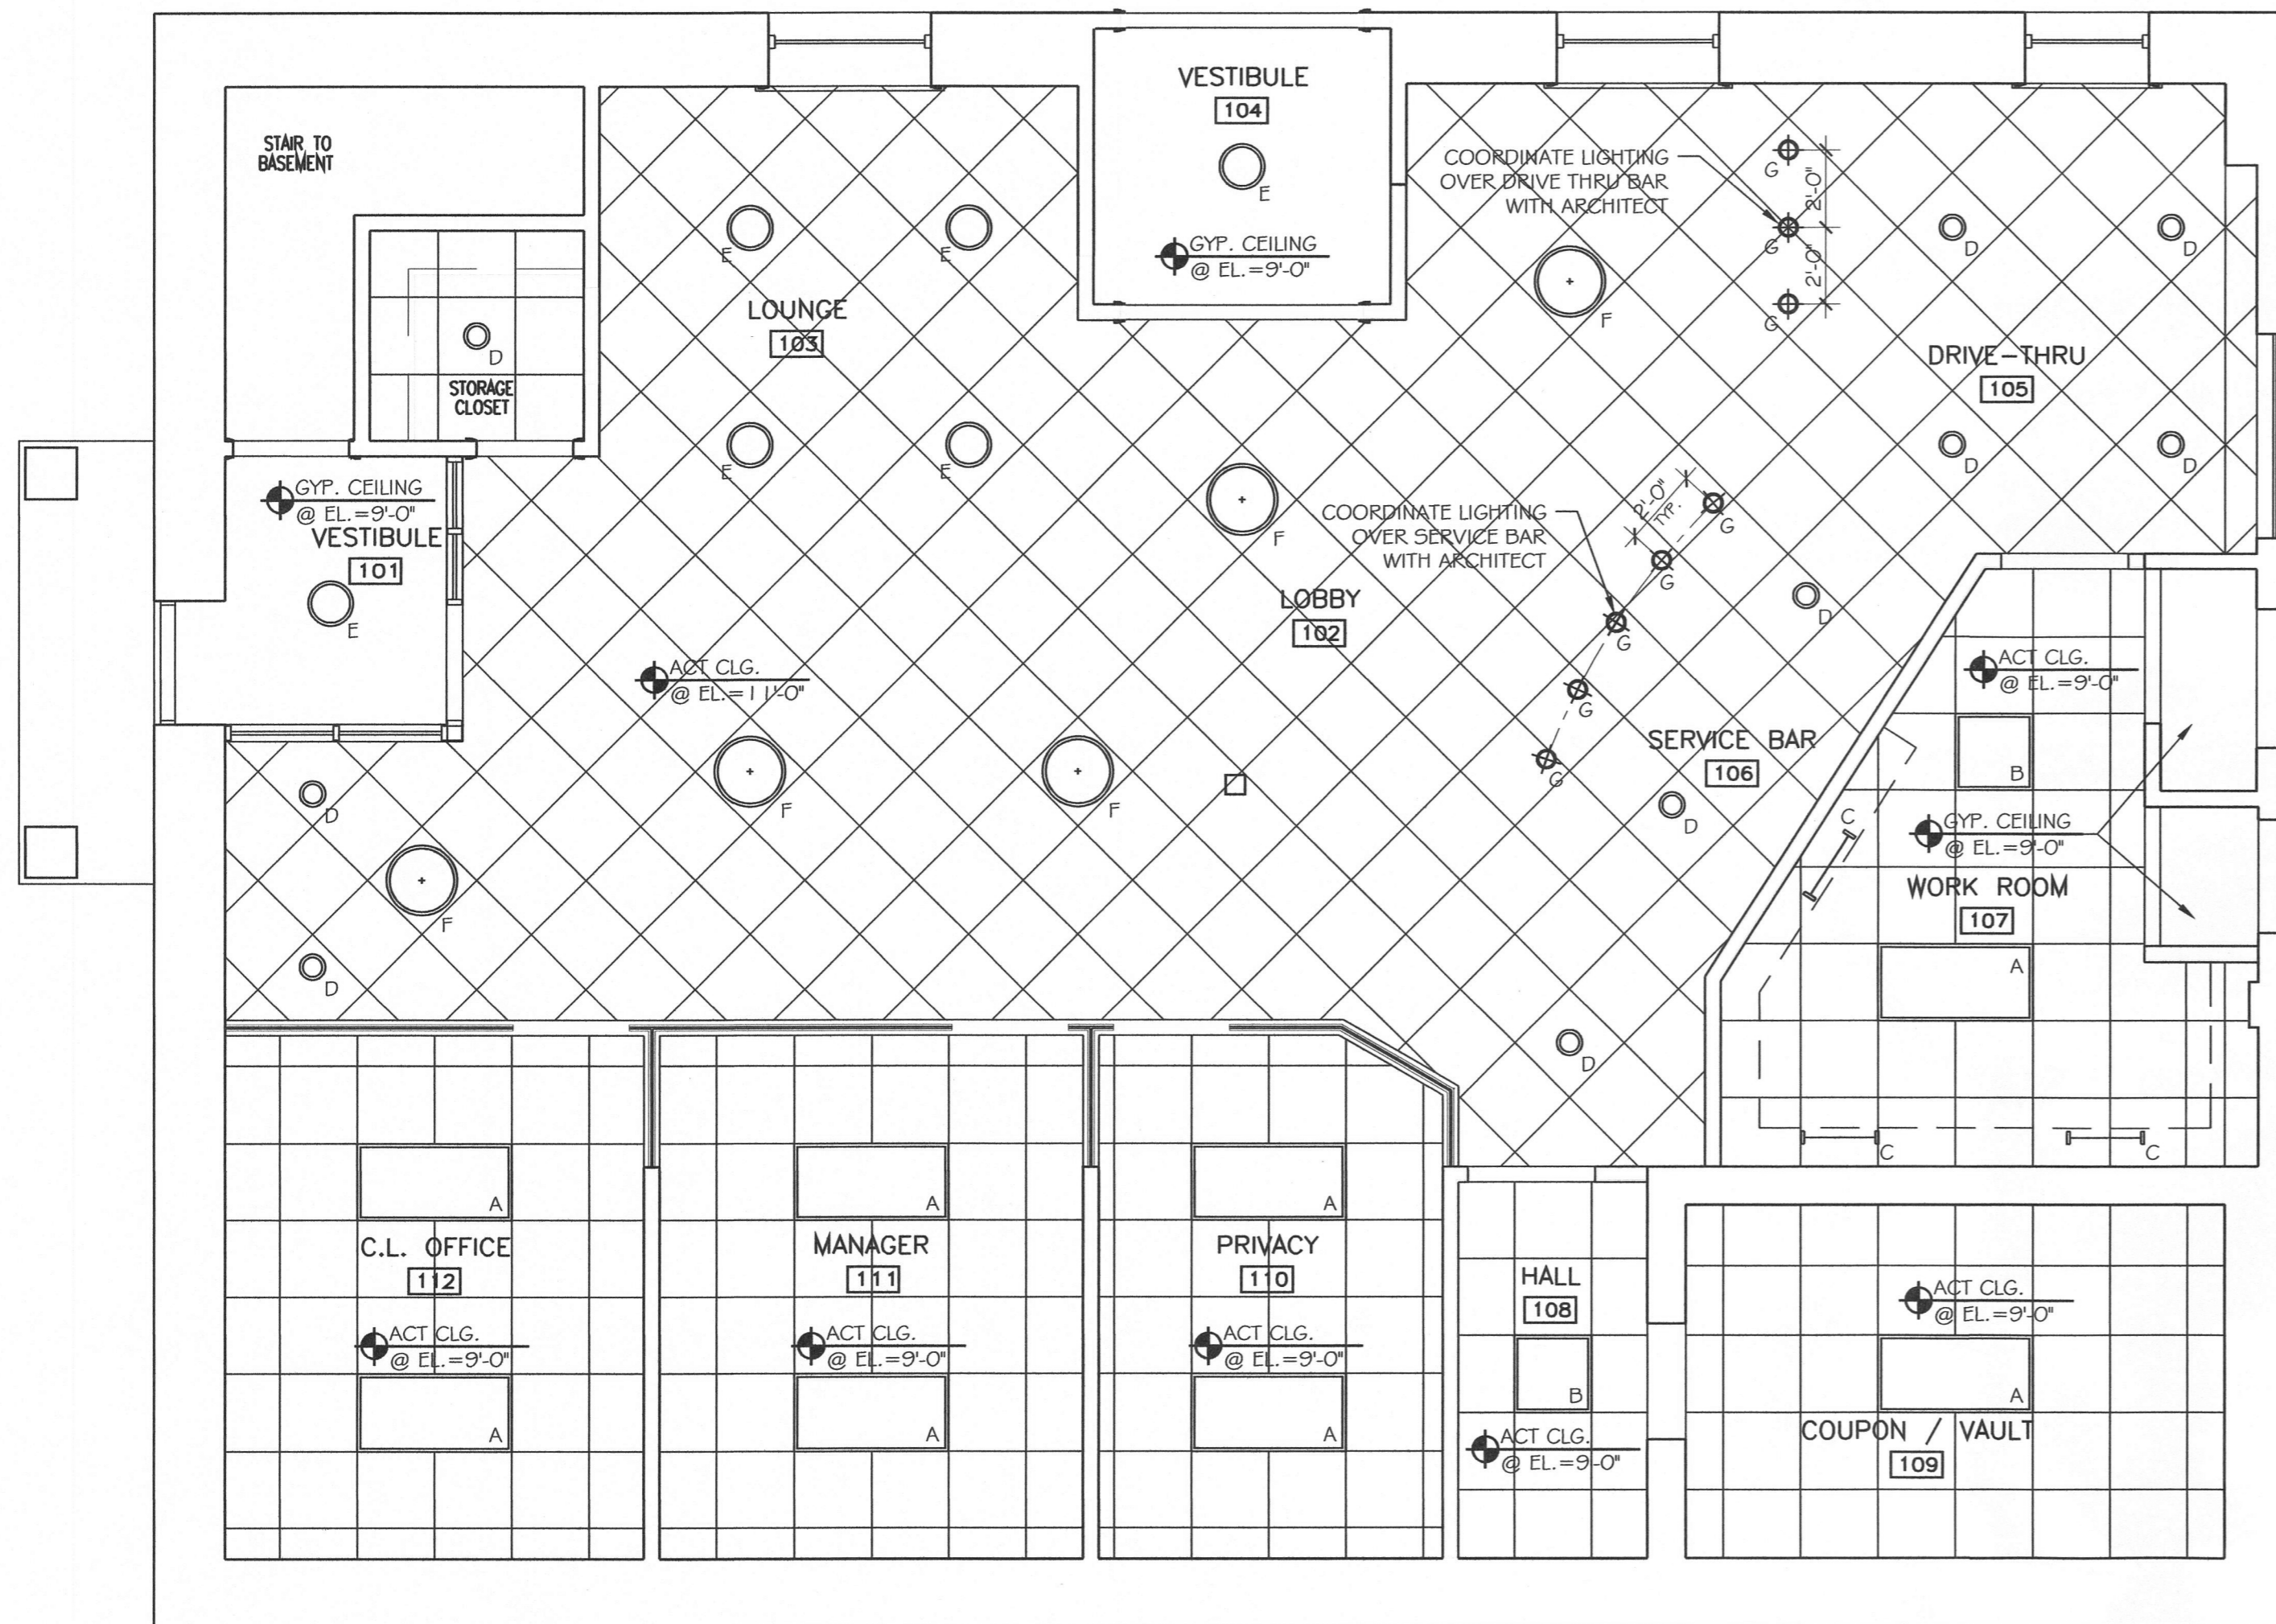 VESTIBULE
104
E
GYP. CEILING
@ EL.=9'-0"
STAIR TO
BASEMENT
COORDINATE LIGHTING
OVER DRIVE THRU BAR
WITH ARCHITECT
G
2'-0"
G
2'-0"
G
D
D
E
E
LOUNGE
103
F
D
STORAGE
CLOSET
DRIVE-THRU
105
E
E
D
D
GYP. CEILING
@ EL.=9'-0"
VESTIBULE
101
E
F
COORDINATE LIGHTING
OVER SERVICE BAR
WITH ARCHITECT
2'-0"
TYP.
G
G
G
G
G
LOBBY
102
D
ACT CLG.
@ EL.=11'-0"
ACT CLG.
@ EL.=9'-0"
SERVICE BAR
106
B
D
F
F
D
C
GYP. CEILING
@ EL.=9'-0"
WORK ROOM
107
F
A
D
D
C
C
A
A
A
C.L. OFFICE
112
MANAGER
111
PRIVACY
110
HALL
108
ACT CLG.
@ EL.=9'-0"
ACT CLG.
@ EL.=9'-0"
ACT CLG.
@ EL.=9'-0"
ACT CLG.
@ EL.=9'-0"
B
A
A
A
A
ACT CLG.
@ EL.=9'-0"
COUPON / VAULT
109